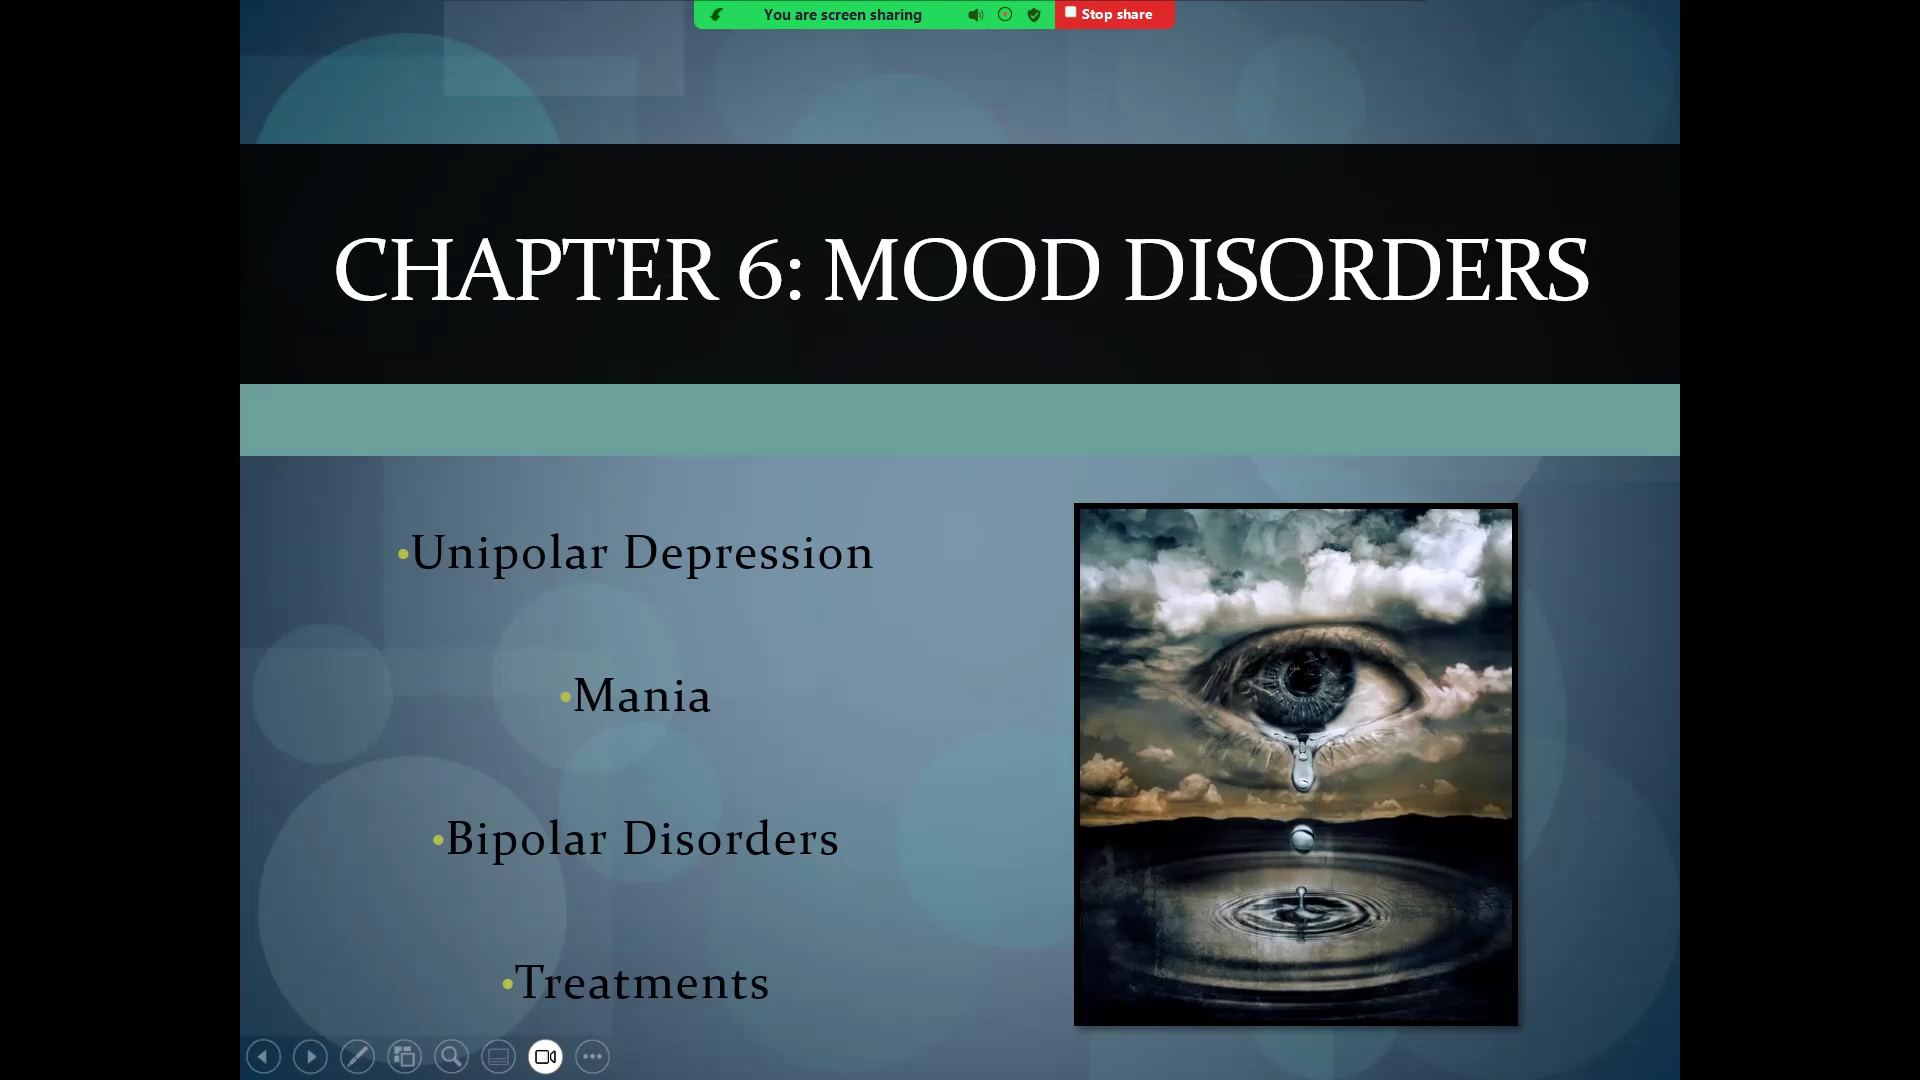 You are screen sharing
Stop share
CHAPTER 6: MOOD DISORDERS
•Unipolar Depression
•Mania
•Bipolar Disorders
•Treatments